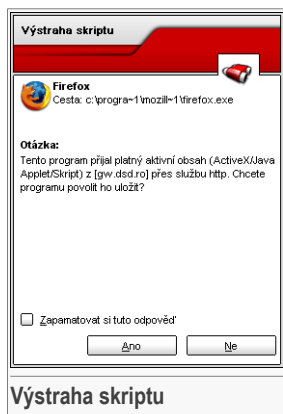 Výstraha skriptu
Firefox
Cesta: c:\progra~1\mozill~1\firefox.exe
Otázka:
Tento program přijal platný aktivní obsah (ActiveX/Java
Applet/Skript) z [gw.dsd.ro] přes službu http. Chcete
programu povolit ho uložit?
Zapamatovat si tuto odpověď
Ano
Ne
Výstraha skriptu